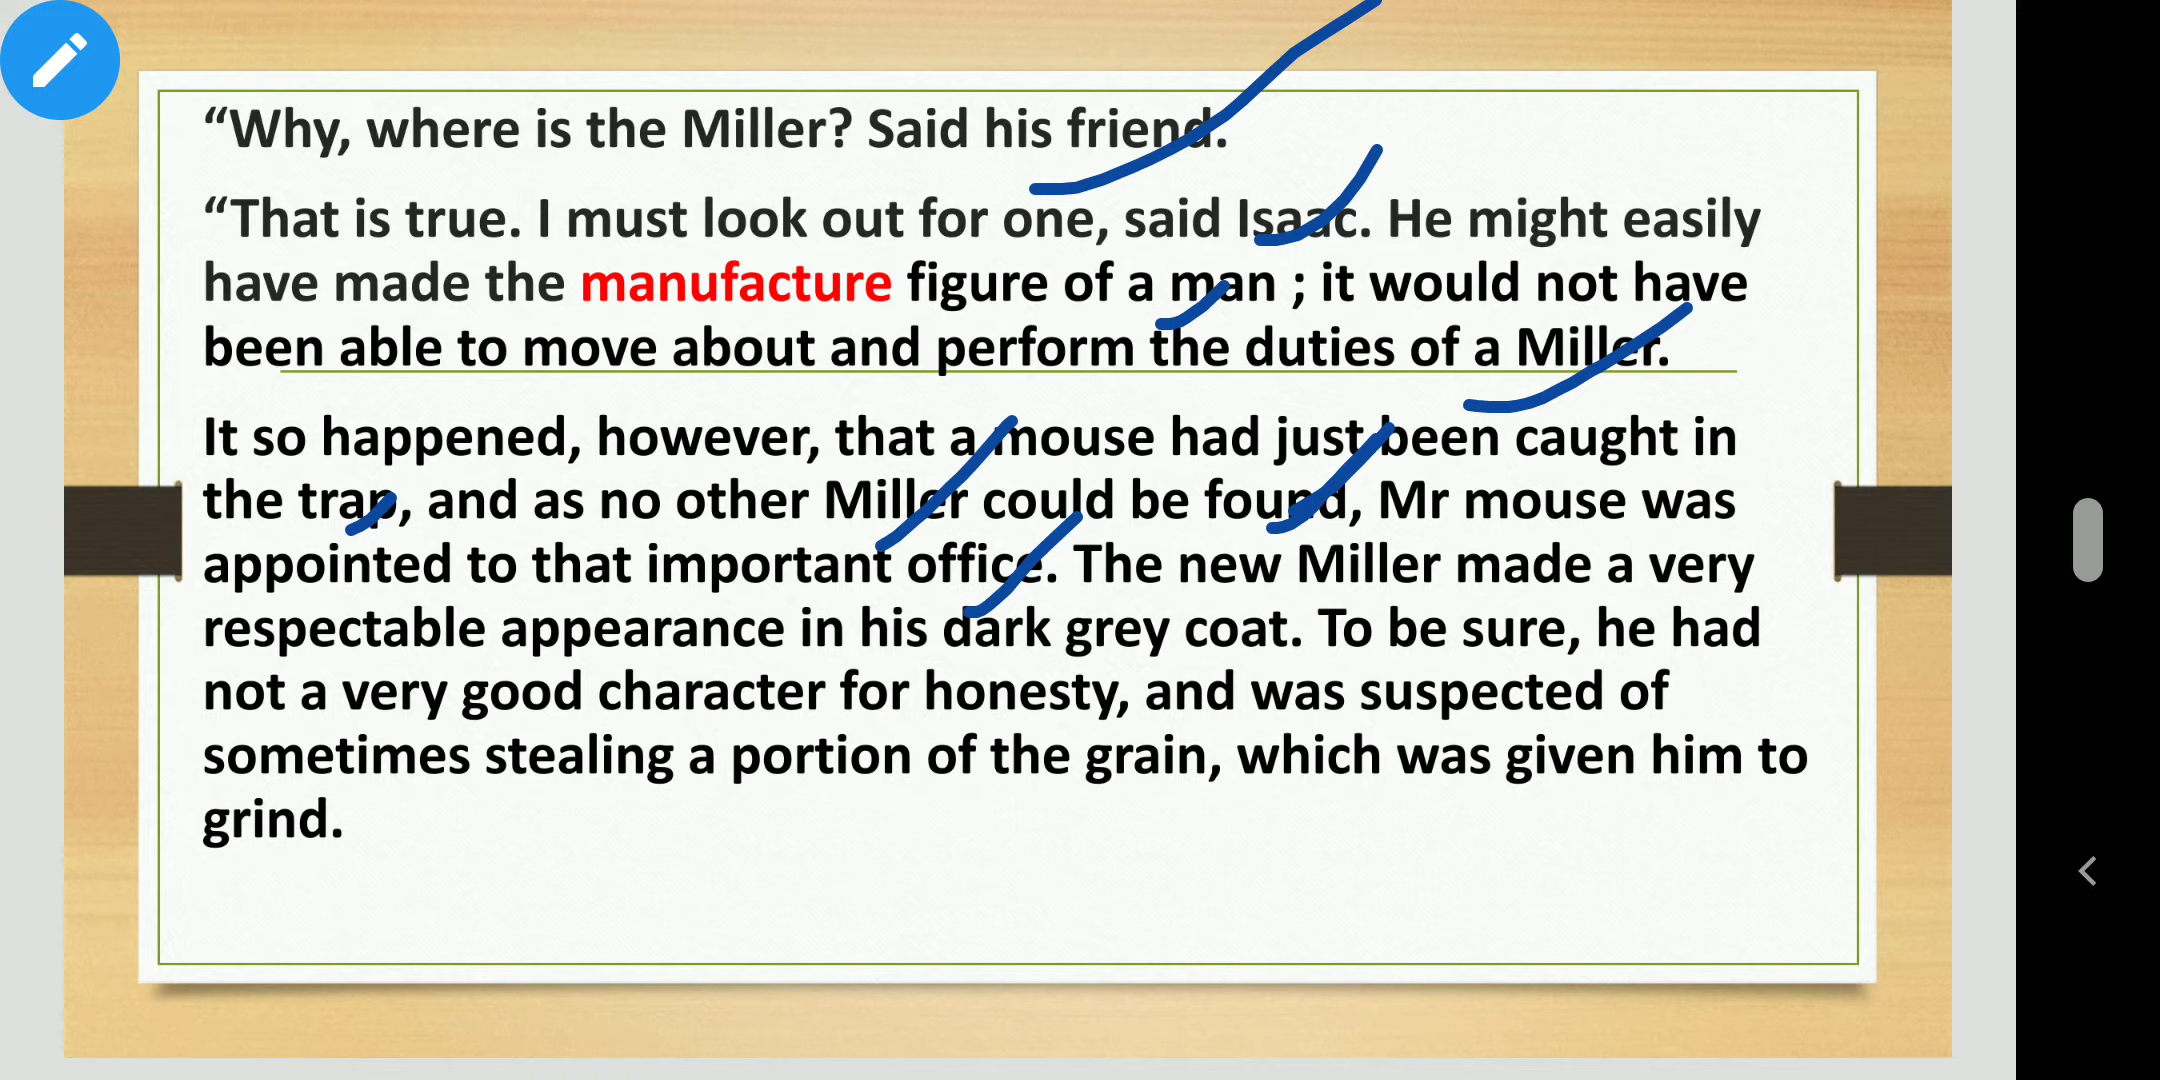 “Why, where is the Miller? Said his friend.
“That is true. I must look out for one, said Isaac. He might easily
have made the manufacture figure of a man ; it would not have
been able to move about and perform the duties of a Miller.
It so happened, however, that a mouse had just been caught in
the trap, and as no other Miller could be found, Mr mouse was
appointed to that important office. The new Miller made a very
respectable appearance in his dark grey coat. To be sure, he had
not a very good character for honesty, and was suspected of
sometimes stealing a portion of the grain, which was given him to
grind.